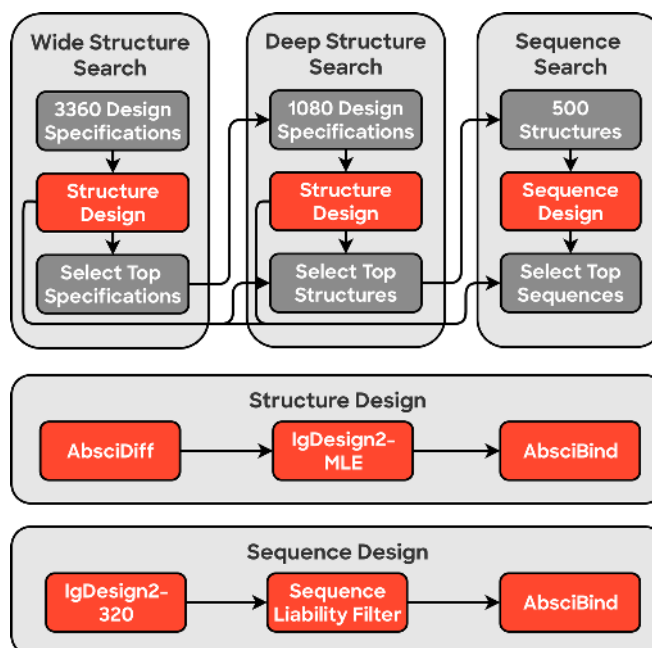 Wide Structure
Search
3360 Design
Specifications
Structure
Design
Select Top
Specifications
Deep Structure
Search
1080 Design
Specifications
Structure
Design
Select Top
Structures
Sequence
Search
500
Structures
Sequence
Design
Select Top
Sequences
Structure Design
AbsciDiff
IgDesign2-
MLE
AbsciBind
Sequence Design
IgDesign2-
320
Sequence
Liability Filter
AbsciBind